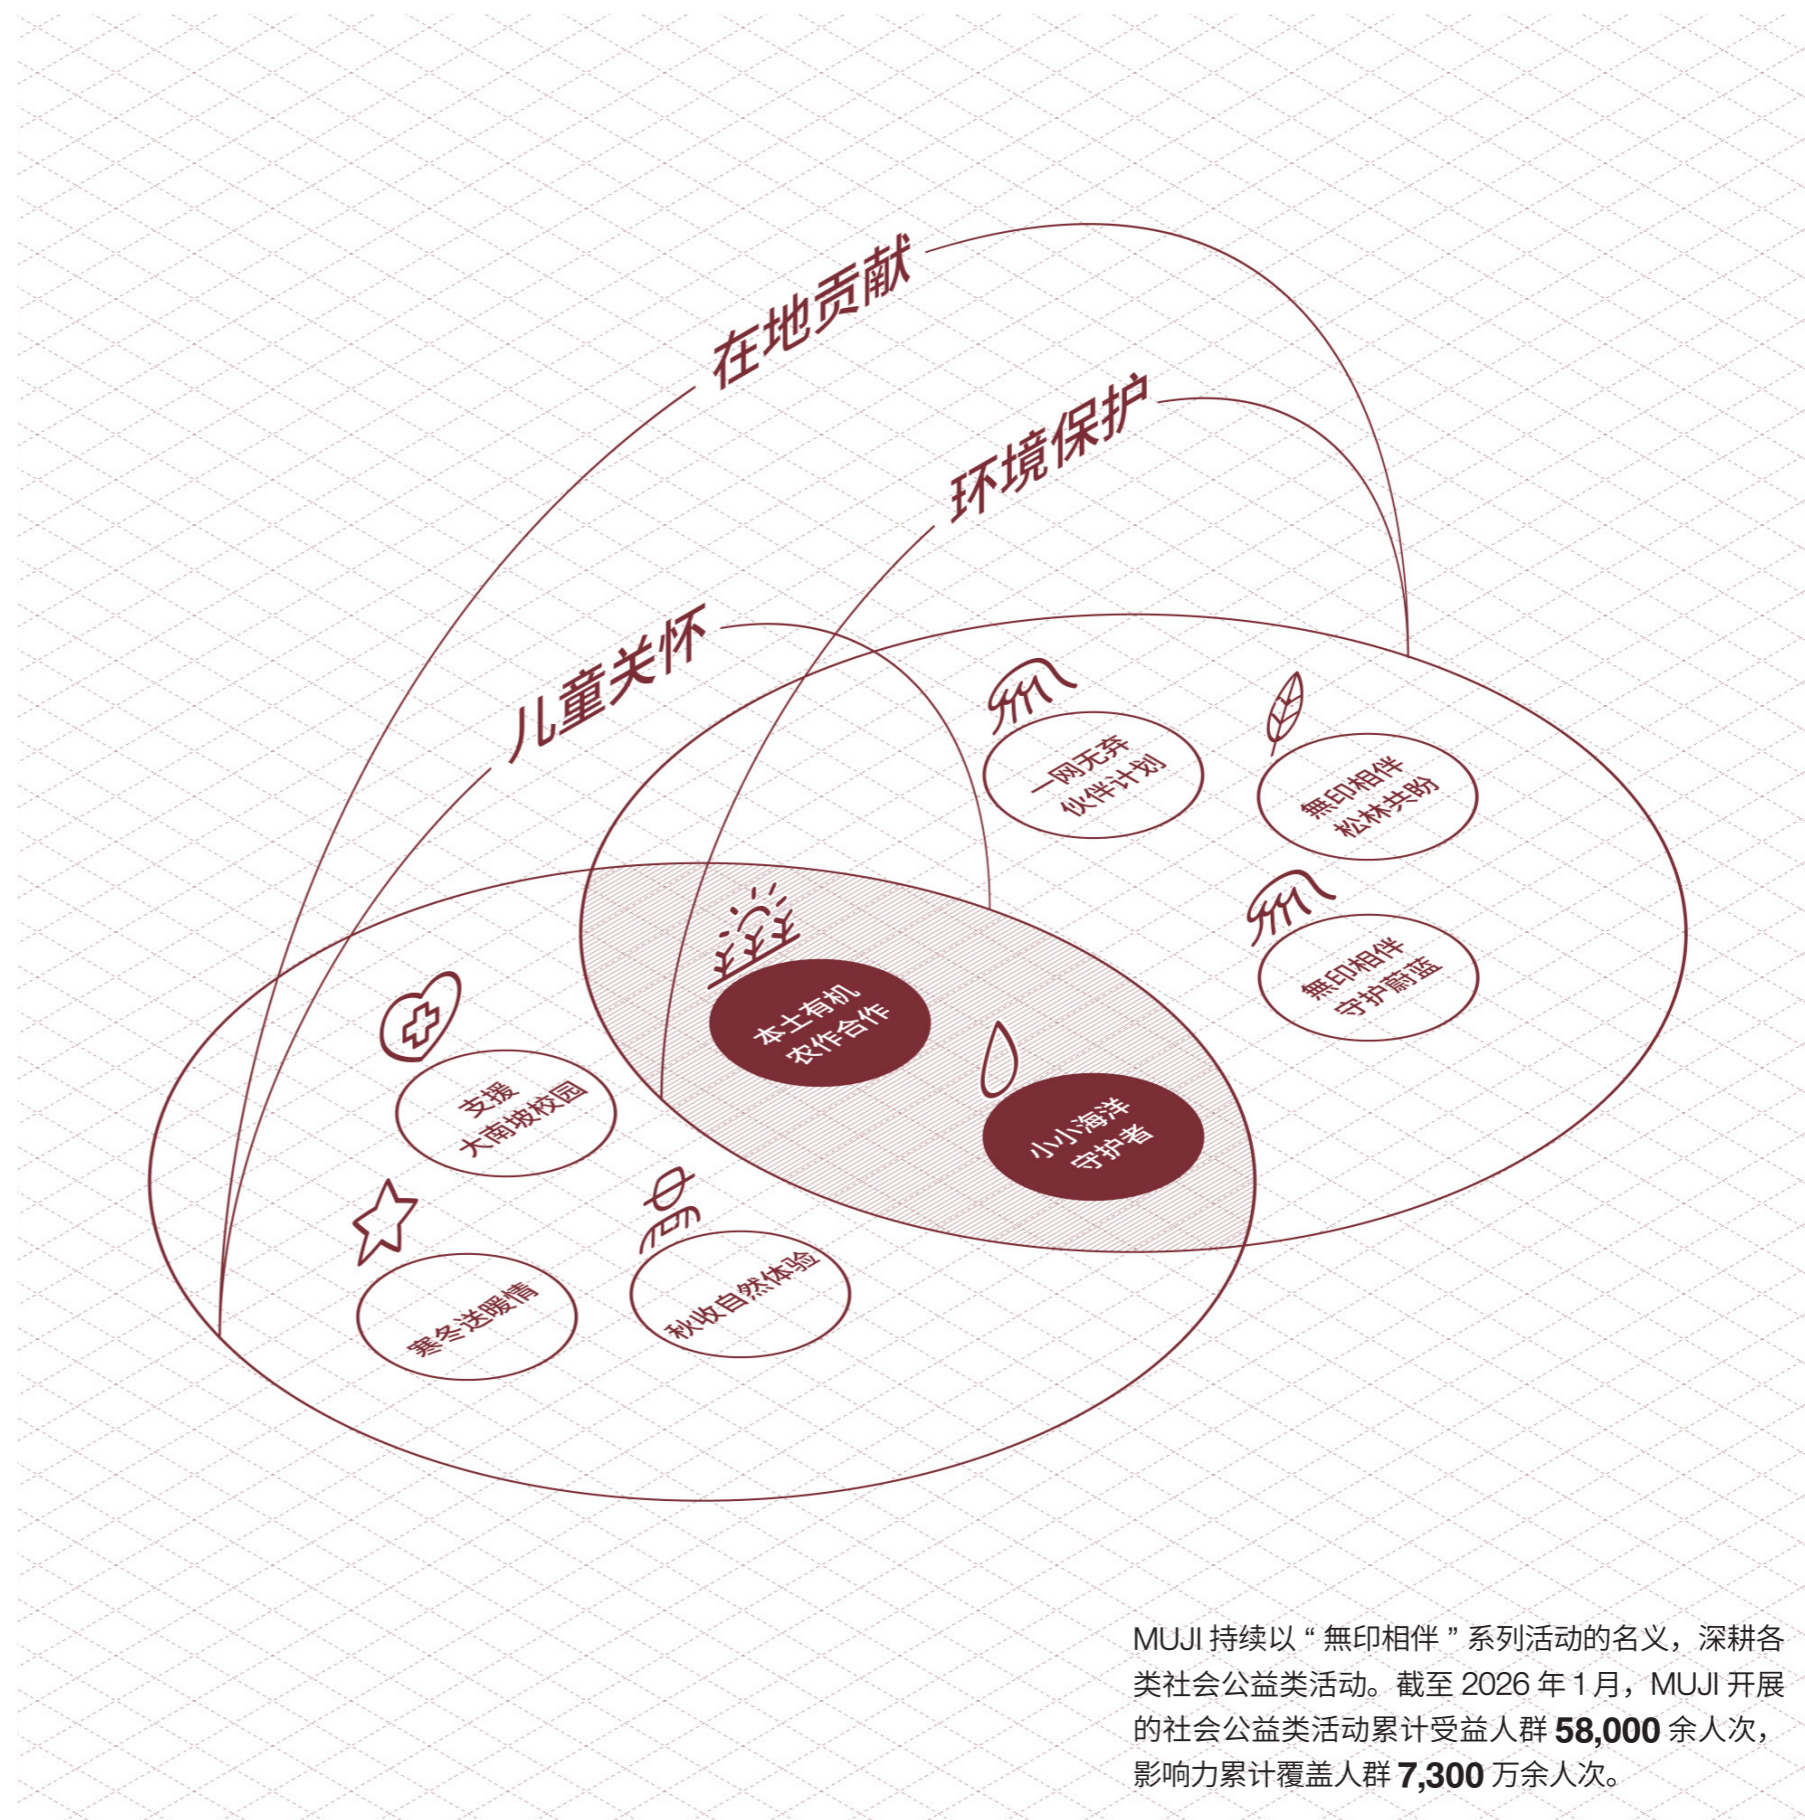 在地贡献
环境保护
儿童关怀
一网无弃
伙伴计划
無印相伴
松林共盼
無印相伴
守护蔚蓝
本土有机
农作合作
小小海洋
守护者
支援
大南坡校园
寒冬送暖情
秋收自然体验
MUJI 持续以 “ 無印相伴 ” 系列活动的名义，深耕各
类社会公益类活动。截至 2026 年 1 月，MUJI 开展
的社会公益类活动累计受益人群 58,000 余人次，
影响力累计覆盖人群 7,300 万余人次。